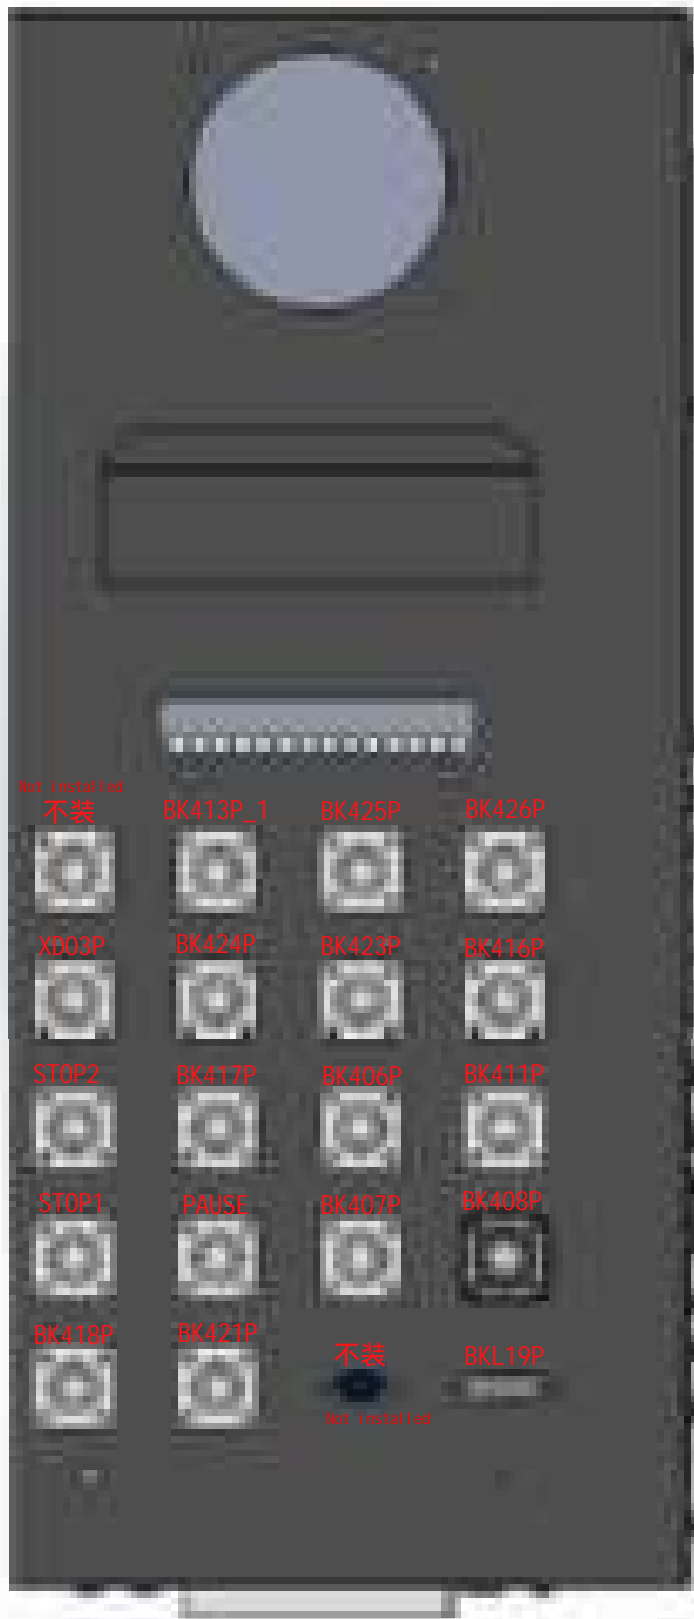 Not installed
不装 BK413P_1 BK425P BK426P
XD03P BK424P BK423P BK416P
STOP2 BK417P BK406P BK411P
STOP1 PAUSE BK407P BK408P
BK418P BK421P 不装 BKL19P
Not installed